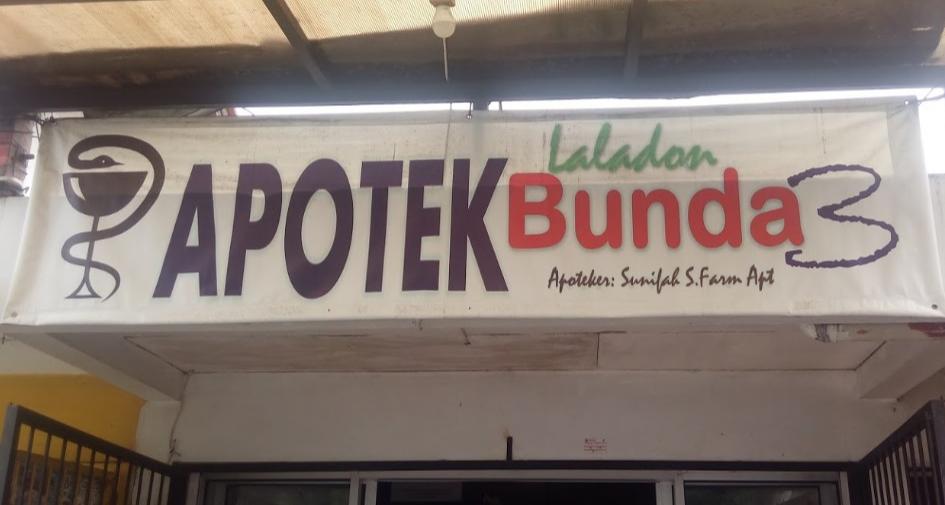 APOTEK
Laladon
Bunda 3
Apoteker: Sunifah S.Farm Apt